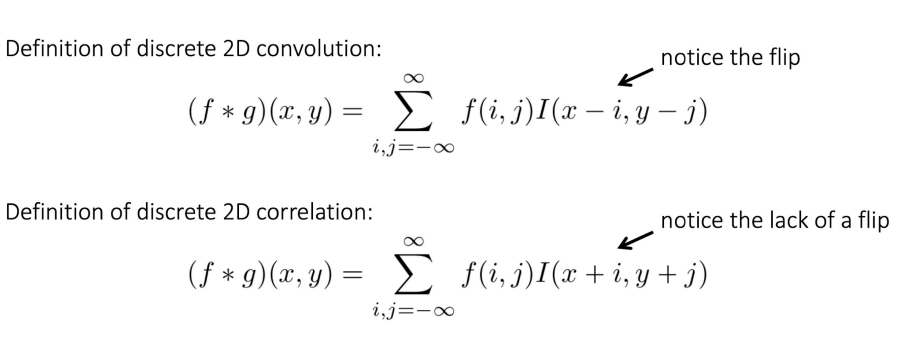 Definition of discrete 2D convolution:
notice the flip
(f * g)(x, y) = ∑_{i,j=−∞}^{∞} f(i, j)I(x − i, y − j)
Definition of discrete 2D correlation:
notice the lack of a flip
(f * g)(x, y) = ∑_{i,j=−∞}^{∞} f(i, j)I(x + i, y + j)